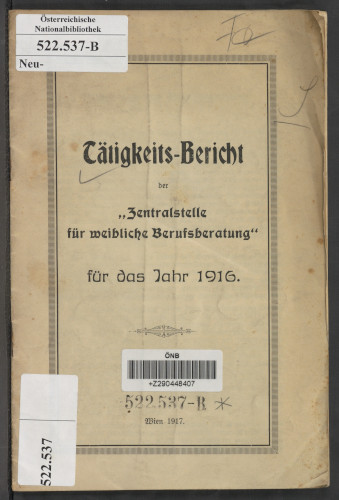 Österreichische
Nationalbibliothek
522.537-B
Neu-
Tätigkeits-Bericht
der
„Zentralstelle
für weibliche Berufsberatung“
für das Jahr 1916.
ÖNB
+Z290448407
522.537-B *
Wien 1917.
522.537